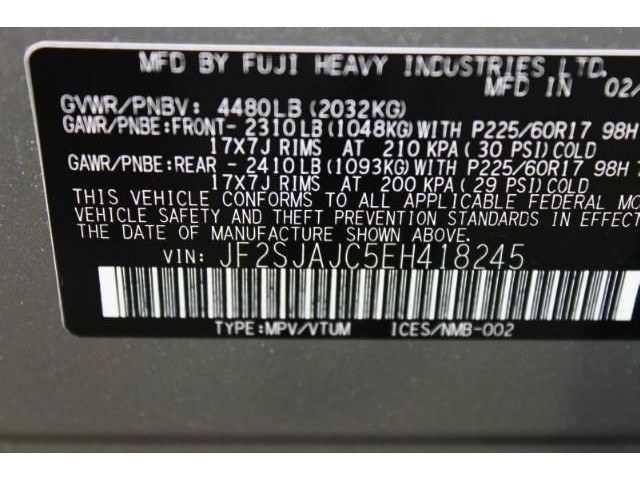 MFD BY FUJI HEAVY INDUSTRIES LTD.
MFD IN 02/
GVWR/PNBV: 4480LB (2032KG)
GAWR/PNBE:FRONT- 2310LB (1048KG) WITH P225/60R17 98H
17X7J RIMS AT 210 KPA (30 PSI) COLD
GAWR/PNBE:REAR - 2410LB (1093KG) WITH P225/60R17 98H
17X7J RIMS AT 200 KPA (29 PSI) COLD
THIS VEHICLE CONFORMS TO ALL APPLICABLE FEDERAL MO
VEHICLE SAFETY AND THEFT PREVENTION STANDARDS IN EFFECT
THE DATE OF MANUFACTURE SHOWN ABOVE.
VIN: JF2SJAJC5EH418245
TYPE:MPV/VTUM ICES/NMB-002